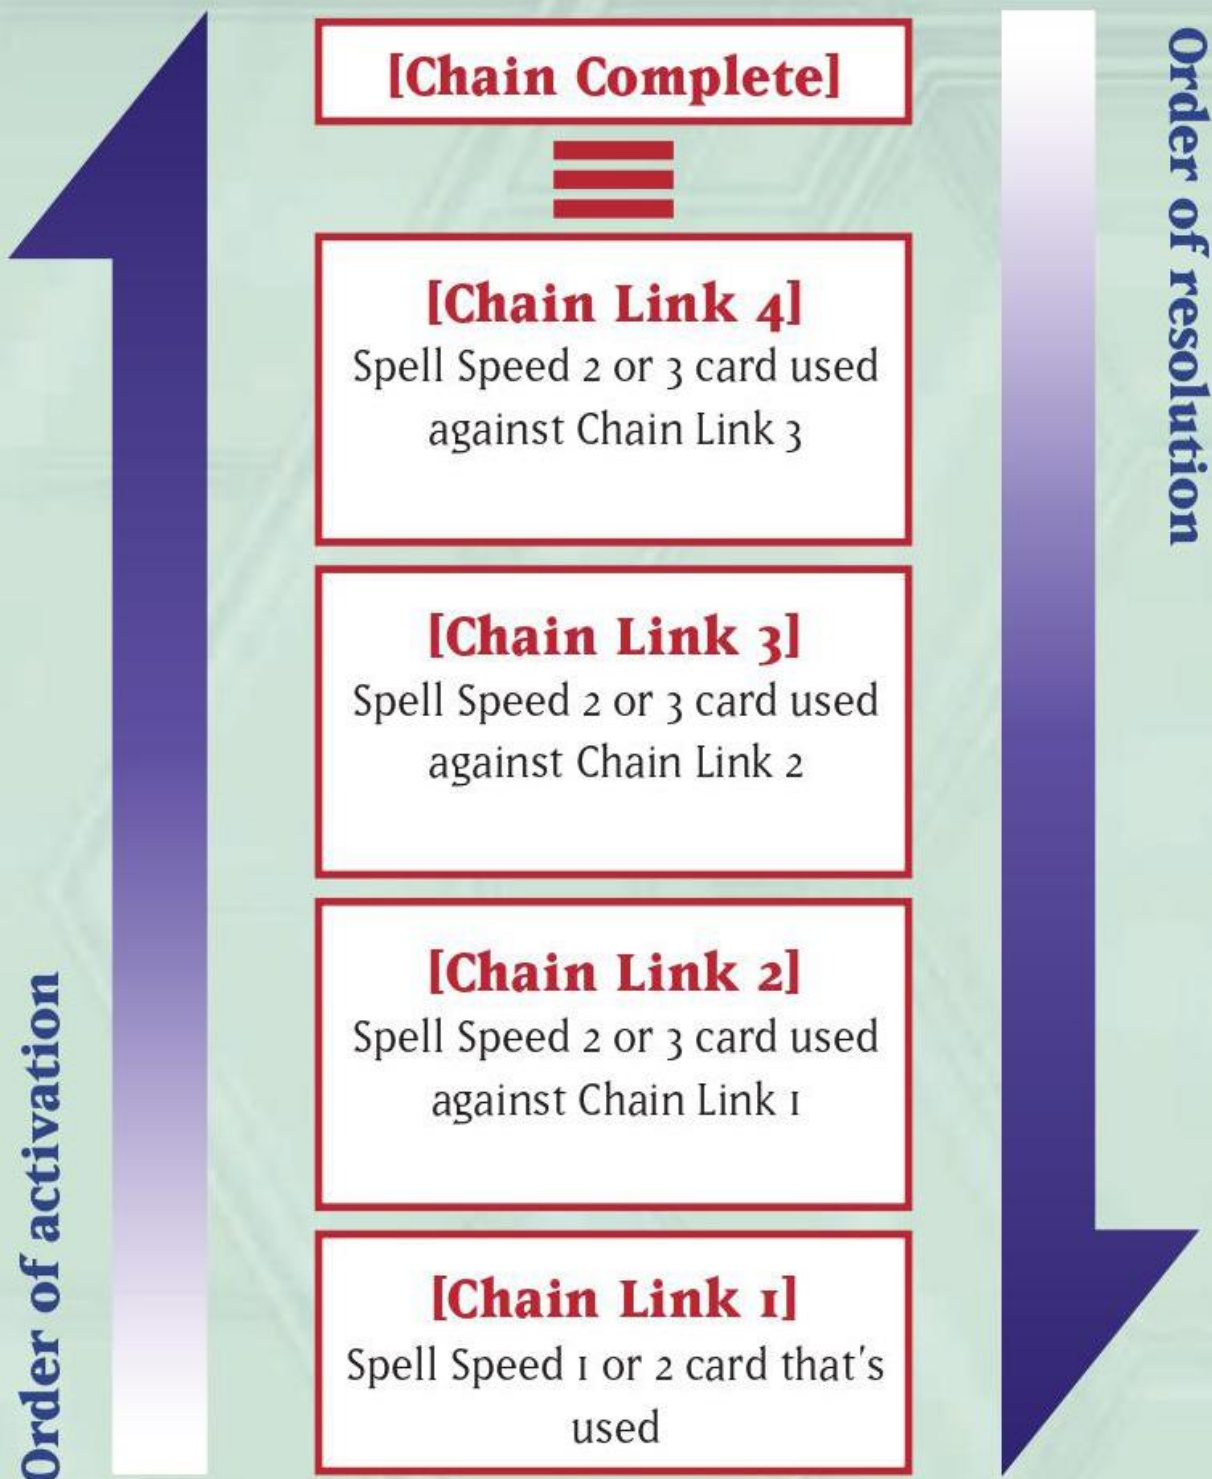 [Chain Complete]
[Chain Link 4]
Spell Speed 2 or 3 card used
against Chain Link 3
[Chain Link 3]
Spell Speed 2 or 3 card used
against Chain Link 2
[Chain Link 2]
Spell Speed 2 or 3 card used
against Chain Link 1
[Chain Link 1]
Spell Speed 1 or 2 card that's
used
Order of activation
Order of resolution